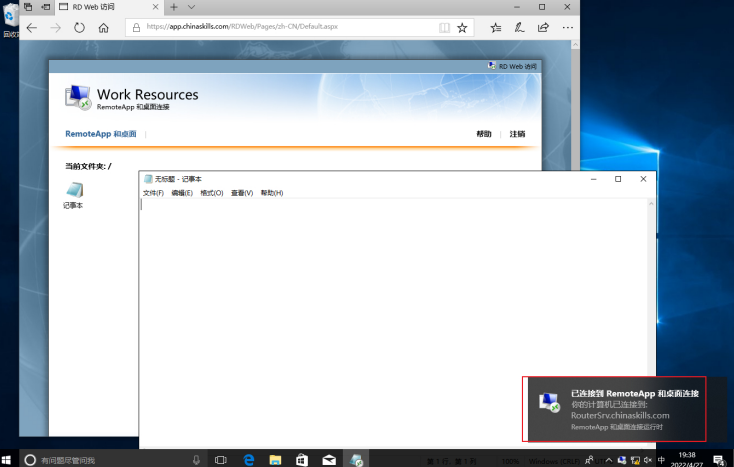 回收
RD Web 访问
https://app.chinaskills.com/RDWeb/Pages/zh-CN/Default.aspx
RD Web 访问
Work Resources
RemoteApp 和桌面连接
RemoteApp 和桌面
帮助
注销
当前文件夹: /
记事本
无标题 - 记事本
文件(F) 编辑(E) 格式(O) 查看(V) 帮助(H)
已连接到 RemoteApp 和桌面连接
你的计算机已连接到:
RouterSrv.chinaskills.com
RemoteApp 和桌面连接运行时
有问题尽管问我
第 1 行, 第 1 列
100%
Windows (CRLF)
中
19:38
2022/4/27